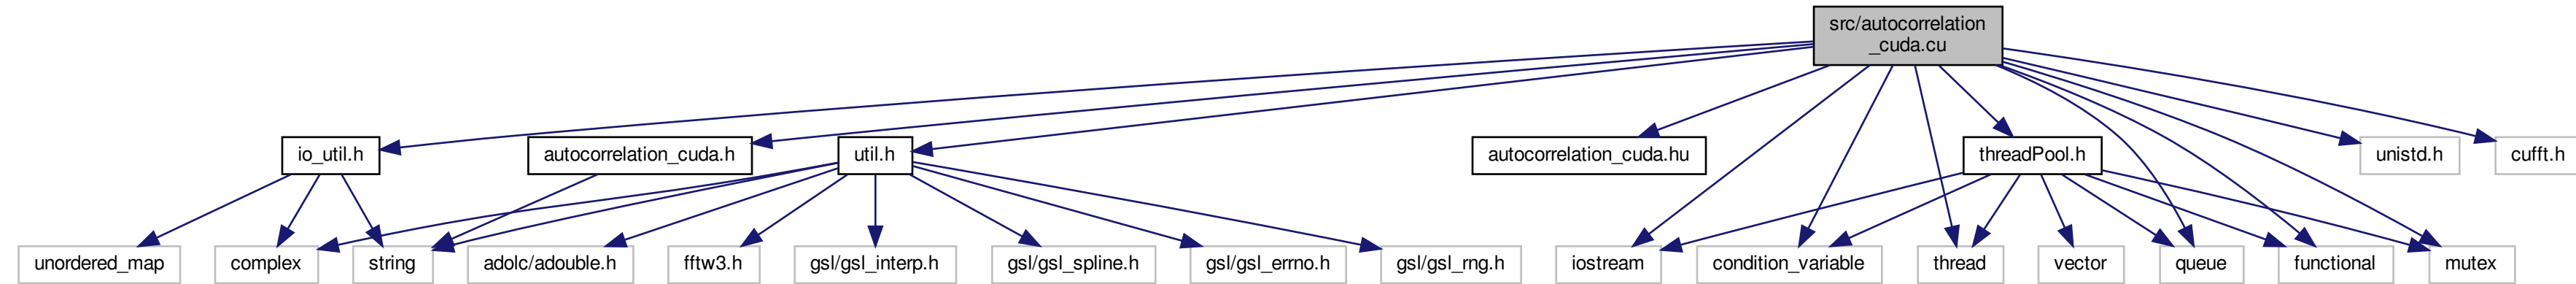 src/autocorrelation
_cuda.cu
io_util.h
autocorrelation_cuda.h
util.h
autocorrelation_cuda.hu
threadPool.h
unistd.h
cufft.h
unordered_map
complex
string
adolc/adouble.h
fftw3.h
gsl/gsl_interp.h
gsl/gsl_spline.h
gsl/gsl_errno.h
gsl/gsl_rng.h
iostream
condition_variable
thread
vector
queue
functional
mutex